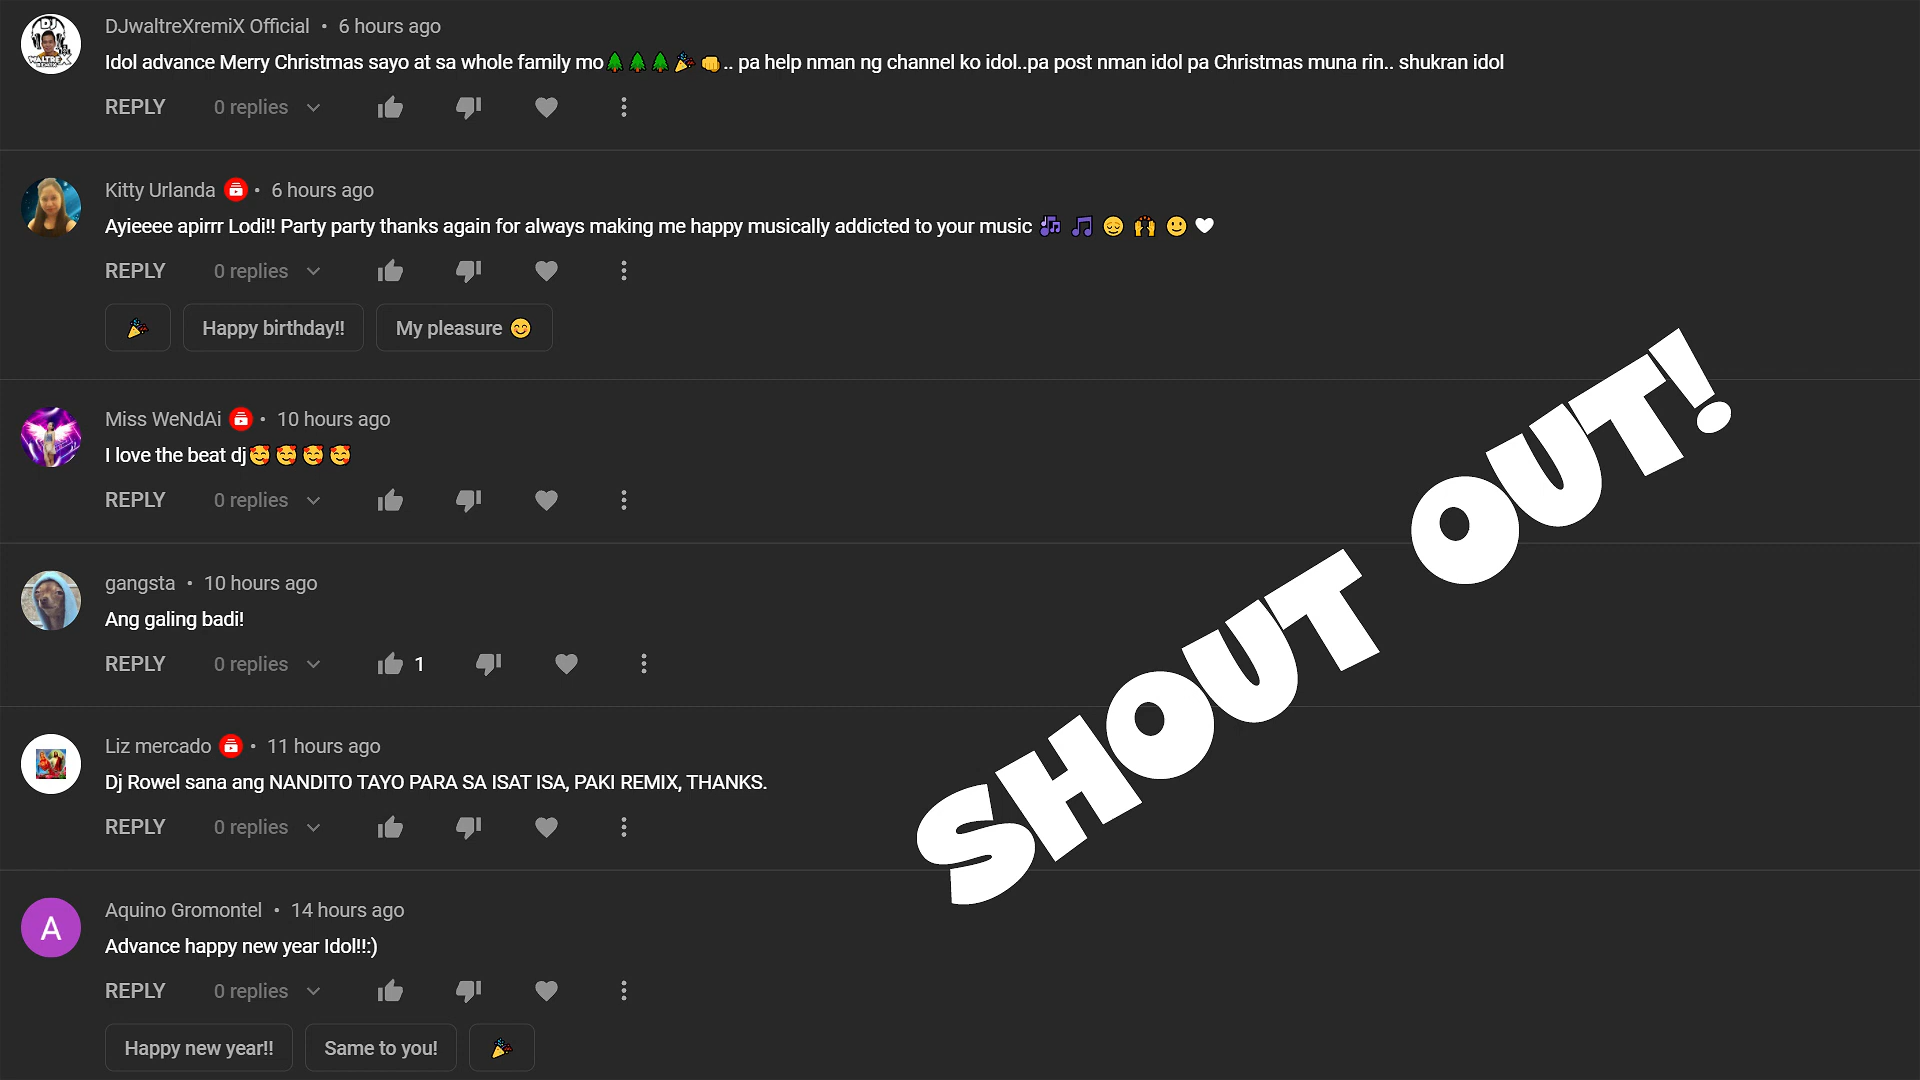 DJ WALTREX REMIX
DJwaltreXremiX Official • 6 hours ago
Idol advance Merry Christmas sayo at sa whole family mo🌲🌲🌲🎉👊.. pa help nman ng channel ko idol..pa post nman idol pa Christmas muna rin.. shukran idol
REPLY 0 replies
Kitty Urlanda • 6 hours ago
Ayieeee apirrr Lodi!! Party party thanks again for always making me happy musically addicted to your music 🎶 🎵 😌 🙌 🙂 🤍
REPLY 0 replies
🎉 Happy birthday!! My pleasure 😊
Miss WeNdAi • 10 hours ago
I love the beat dj🥰🥰🥰🥰
REPLY 0 replies
gangsta • 10 hours ago
Ang galing badi!
REPLY 0 replies 1
Liz mercado • 11 hours ago
Dj Rowel sana ang NANDITO TAYO PARA SA ISAT ISA, PAKI REMIX, THANKS.
REPLY 0 replies
A
Aquino Gromontel • 14 hours ago
Advance happy new year Idol!!:)
REPLY 0 replies
Happy new year!! Same to you! 🎉
SHOUT OUT!